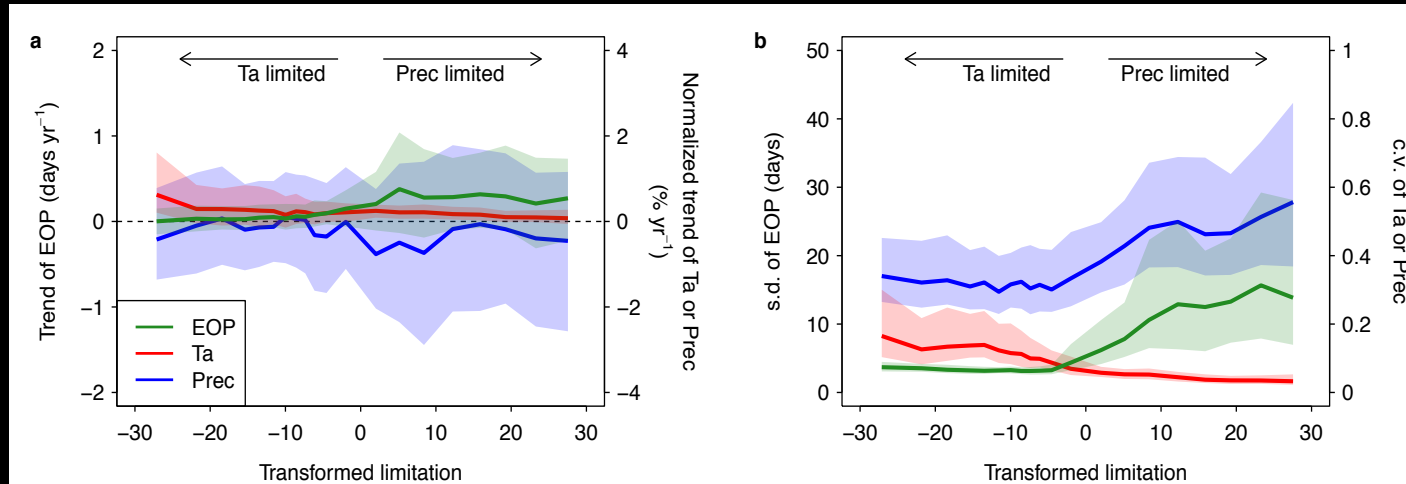 a
Trend of EOP (days yr−1)
2
1
0
−1
−2
Ta limited
Prec limited
EOP
Ta
Prec
4
2
0
−2
−4
Normalized trend of Ta or Prec
(% yr−1)
−30 −20 −10 0 10 20 30
Transformed limitation
b
s.d. of EOP (days)
50
40
30
20
10
0
Ta limited
Prec limited
1
0.8
0.6
0.4
0.2
0
c.v. of Ta or Prec
−30 −20 −10 0 10 20 30
Transformed limitation